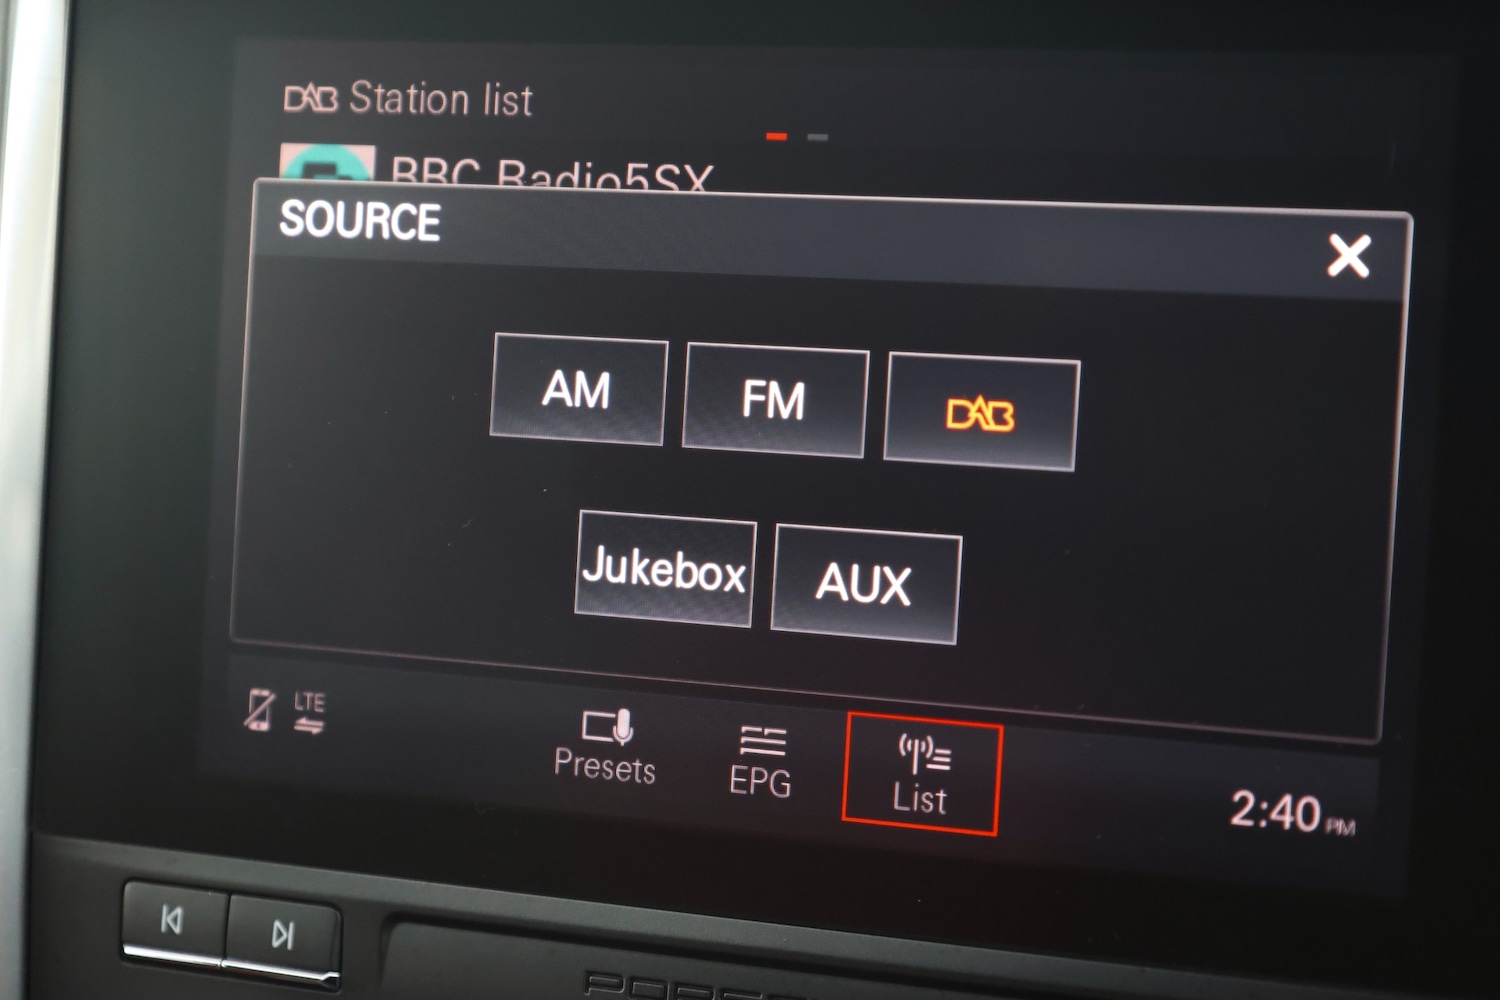 DAB Station list
BBC Radio5SX
SOURCE
AM FM DAB
Jukebox AUX
LTE
Presets EPG List
2:40 PM